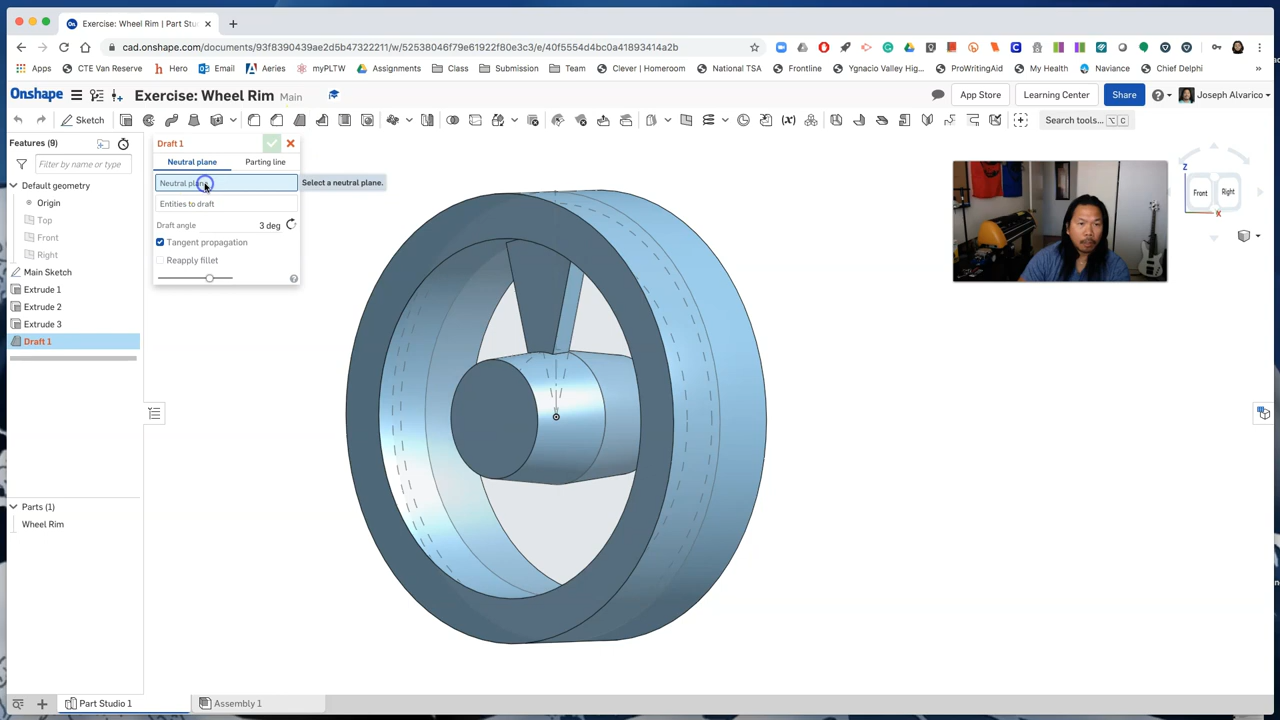 Exercise: Wheel Rim | Part Stu
cad.onshape.com/documents/93f8390439ae2d5b47322211/w/52538046f79e61922f80e3c3/e/40f5554d4bc0a41893414a2b
Apps CTE Van Reserve Hero Email Aeries myPLTW Assignments Class Submission Team Clever | Homeroom National TSA Frontline Ygnacio Valley Hig... ProWritingAid My Health Naviance Chief Delphi »
Onshape Exercise: Wheel Rim Main App Store Learning Center Share Joseph Alvarico
Sketch Search tools... ⌥ C
Features (9)
Filter by name or type
Default geometry
Origin
Top
Front
Right
Main Sketch
Extrude 1
Extrude 2
Extrude 3
Draft 1
Parts (1)
Wheel Rim
Draft 1
Neutral plane Parting line
Neutral plane Select a neutral plane.
Entities to draft
Draft angle 3 deg
Tangent propagation
Reapply fillet
Z
Front Right
X
Part Studio 1 Assembly 1